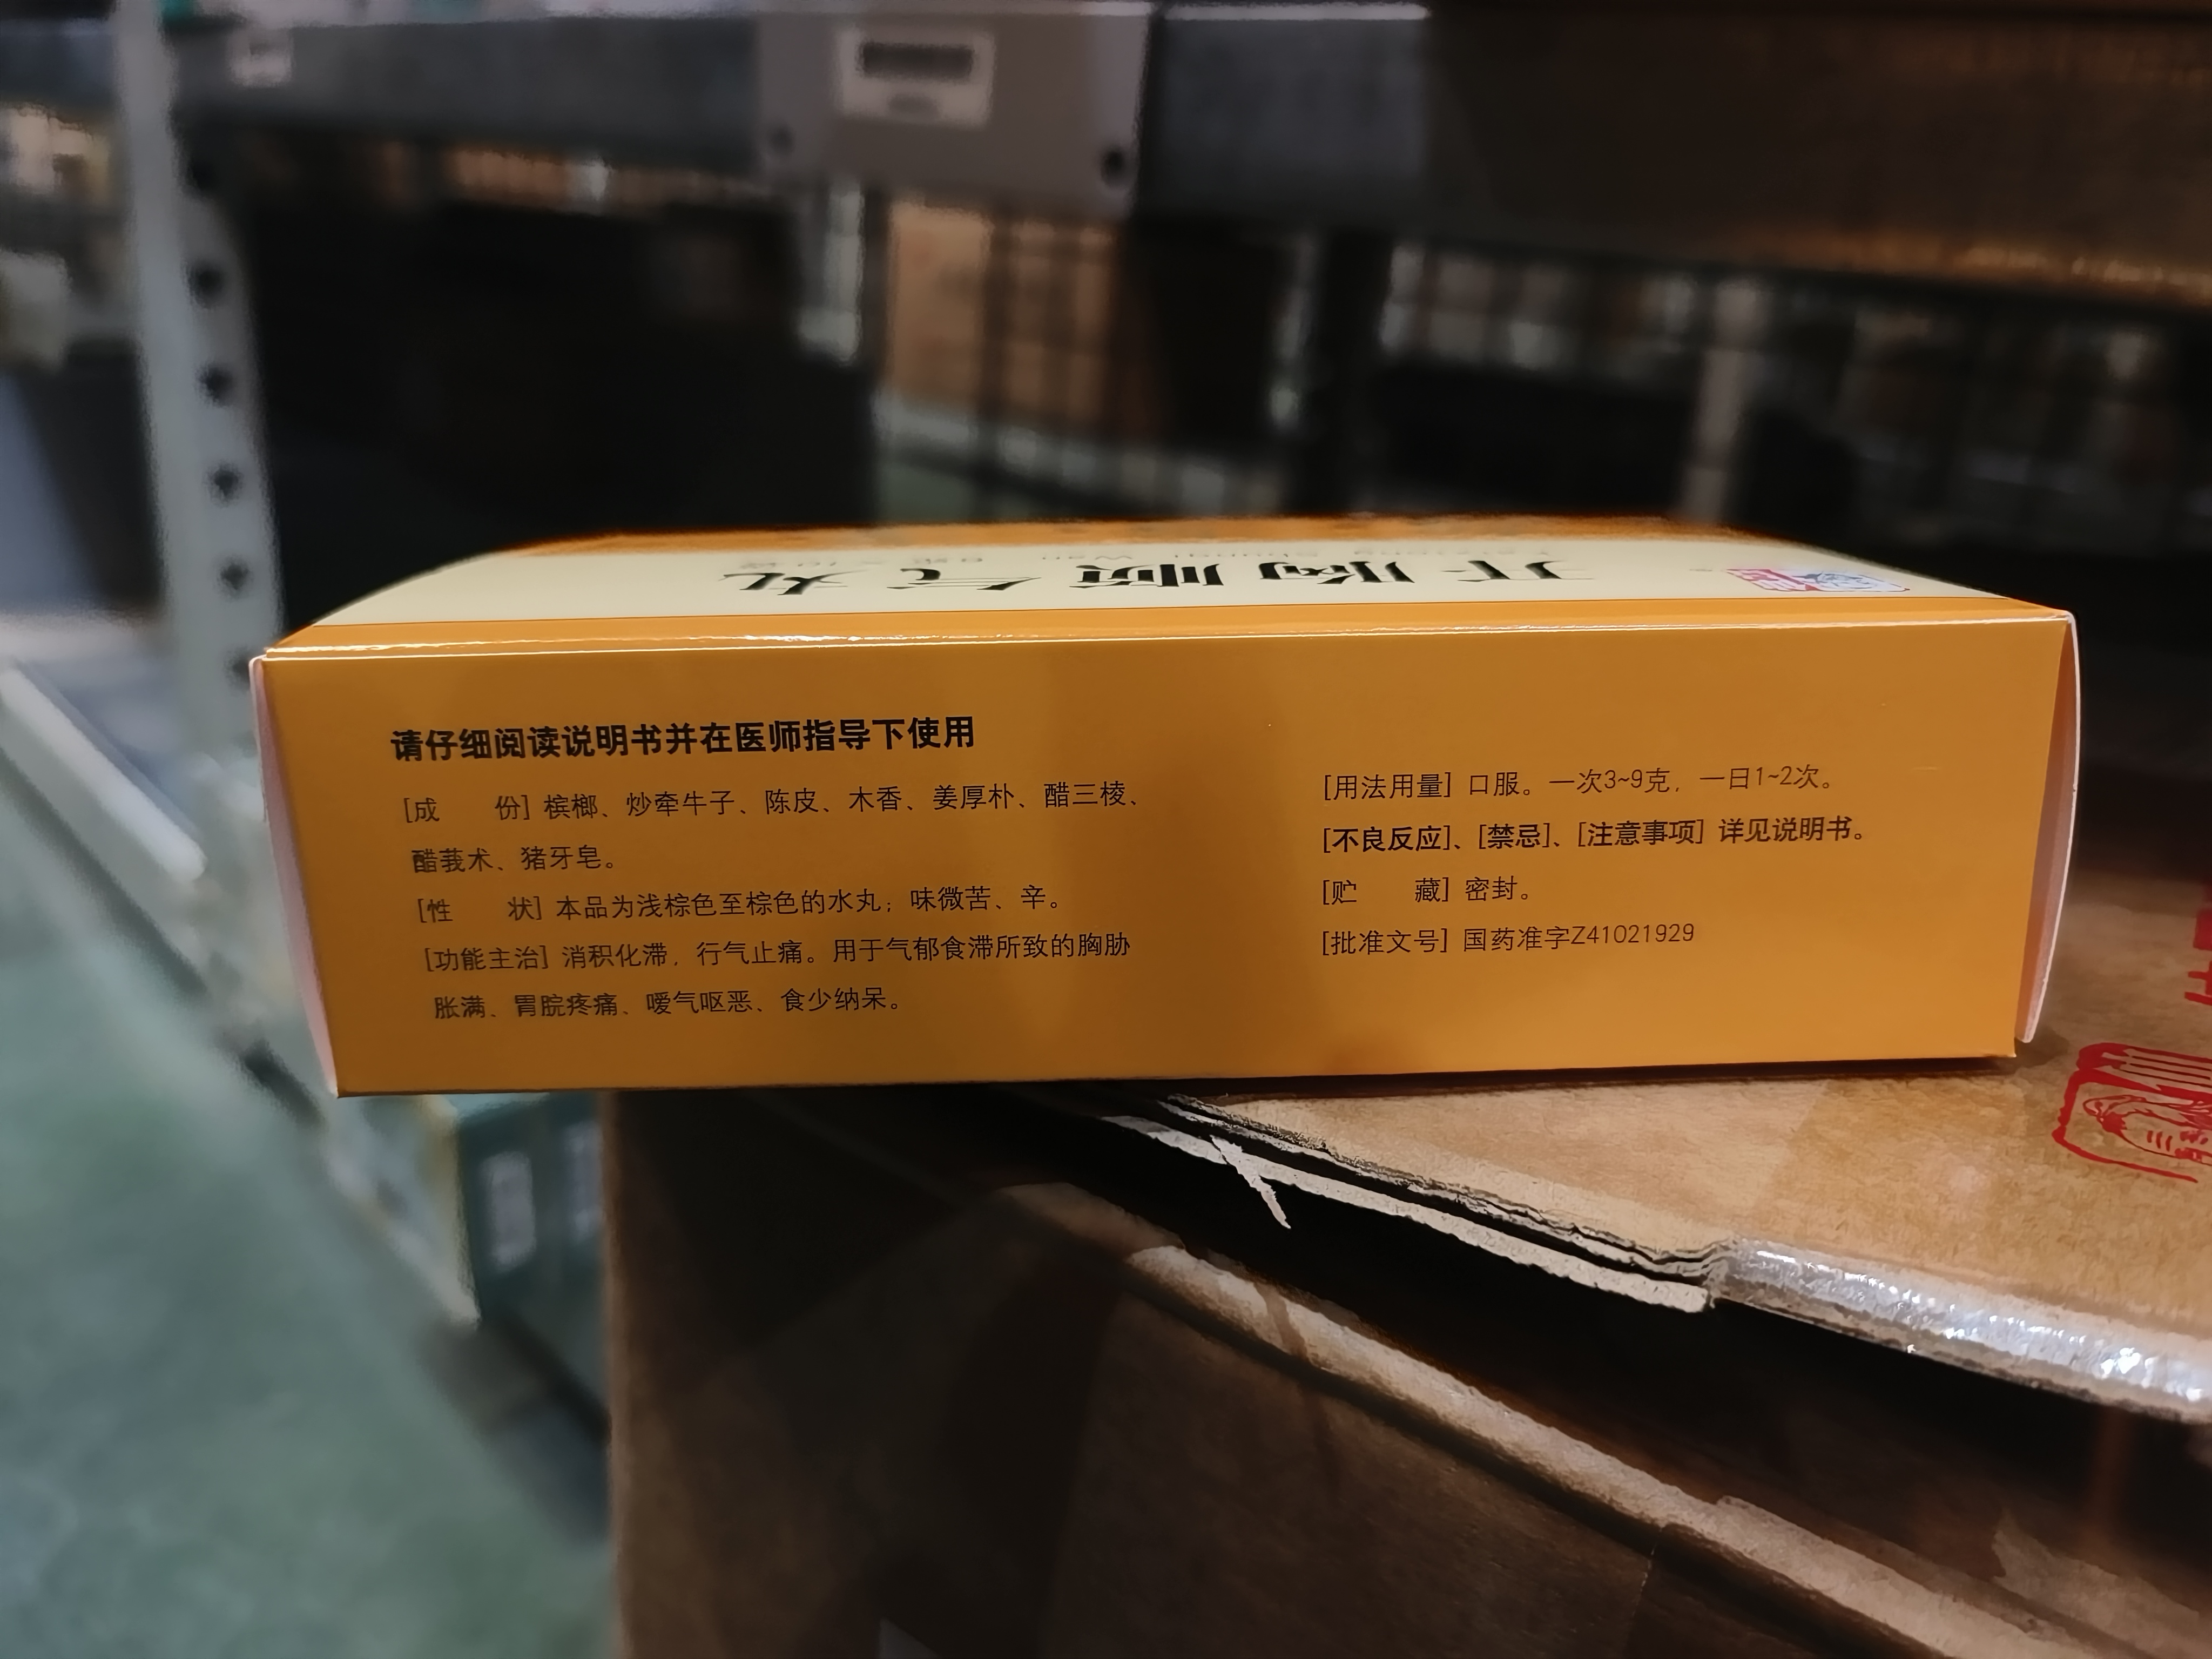 开胸顺气丸
请仔细阅读说明书并在医师指导下使用
[成 份] 槟榔、炒牵牛子、陈皮、木香、姜厚朴、醋三棱、
醋莪术、猪牙皂。
[性 状] 本品为浅棕色至棕色的水丸；味微苦、辛。
[功能主治] 消积化滞，行气止痛。用于气郁食滞所致的胸胁
胀满、胃脘疼痛、嗳气呕恶、食少纳呆。
[用法用量] 口服。一次3~9克，一日1~2次。
[不良反应]、[禁忌]、[注意事项] 详见说明书。
[贮 藏] 密封。
[批准文号] 国药准字Z41021929